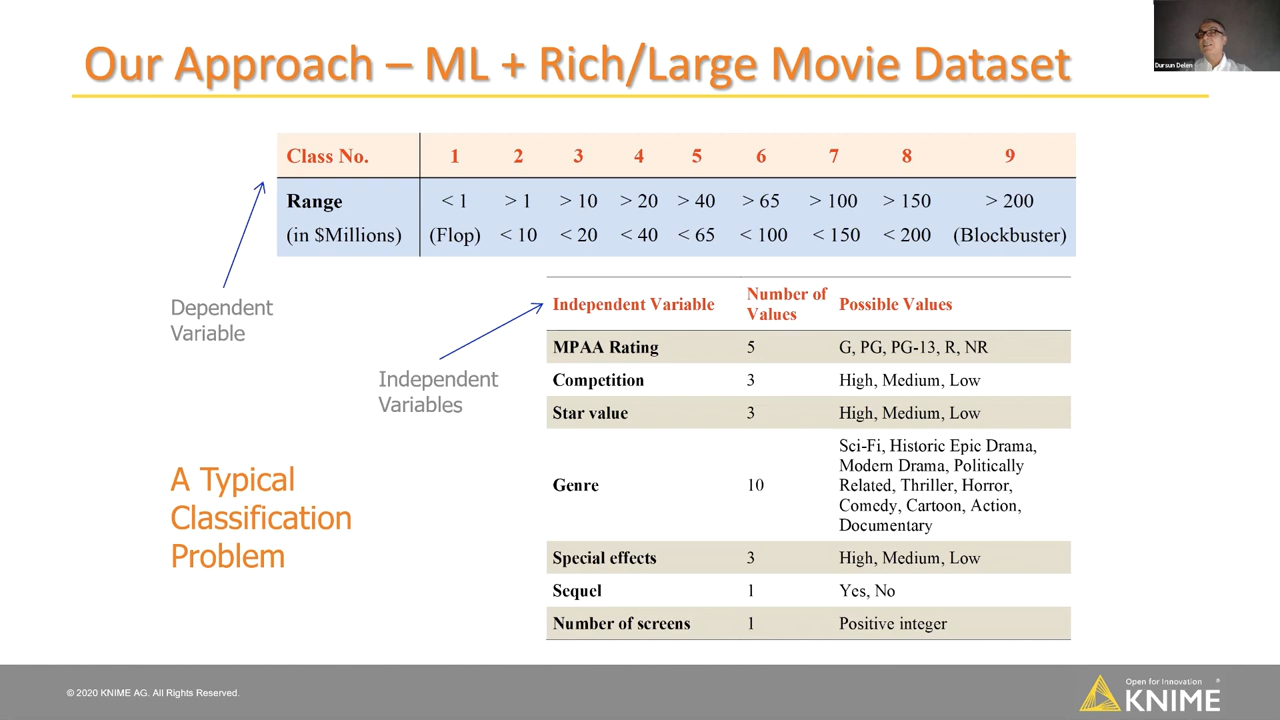 Our Approach – ML + Rich/Large Movie Dataset
Dursun Delen
Class No. 1 2 3 4 5 6 7 8 9
Range < 1 > 1 > 10 > 20 > 40 > 65 > 100 > 150 > 200
(in $Millions) (Flop) < 10 < 20 < 40 < 65 < 100 < 150 < 200 (Blockbuster)
Dependent
Variable
Independent
Variables
A Typical
Classification
Problem
Independent Variable Number of Values Possible Values
MPAA Rating 5 G, PG, PG-13, R, NR
Competition 3 High, Medium, Low
Star value 3 High, Medium, Low
Genre 10 Sci-Fi, Historic Epic Drama,
Modern Drama, Politically
Related, Thriller, Horror,
Comedy, Cartoon, Action,
Documentary
Special effects 3 High, Medium, Low
Sequel 1 Yes, No
Number of screens 1 Positive integer
© 2020 KNIME AG. All Rights Reserved.
Open for Innovation ®
KNIME